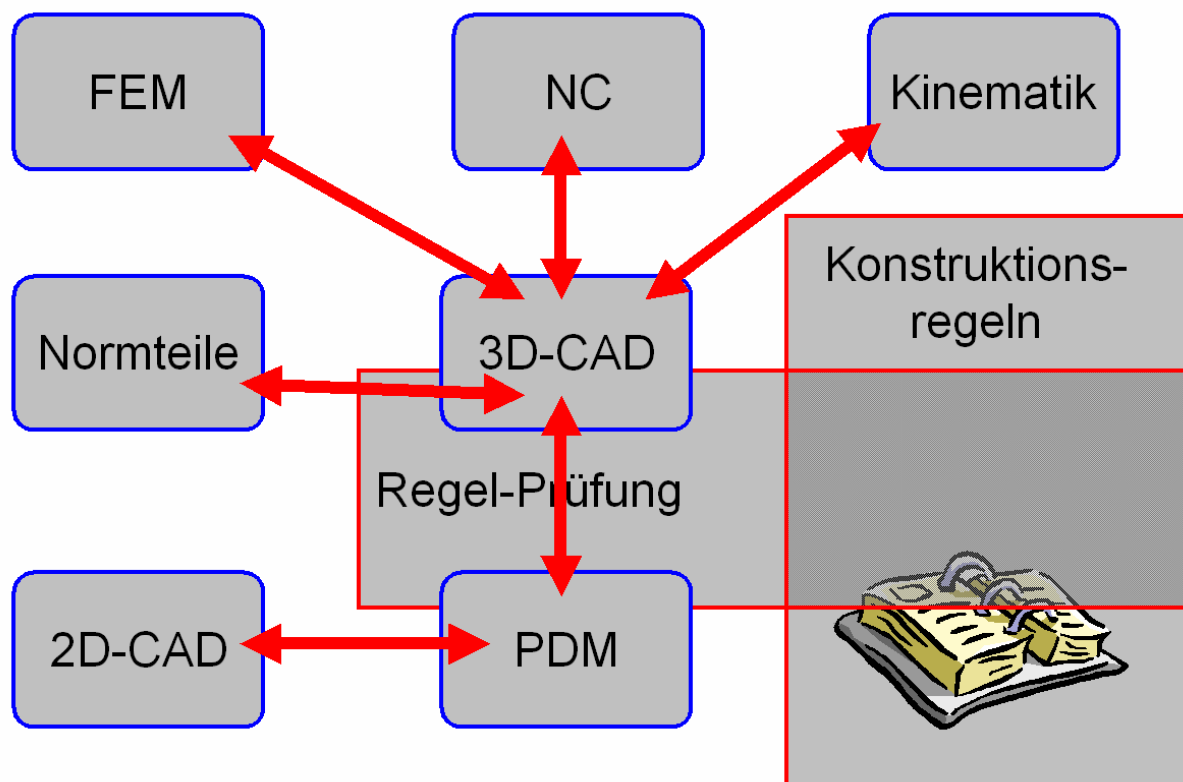 FEM
NC
Kinematik
Konstruktions-
regeln
Normteile
3D-CAD
Regel-Prüfung
2D-CAD
PDM